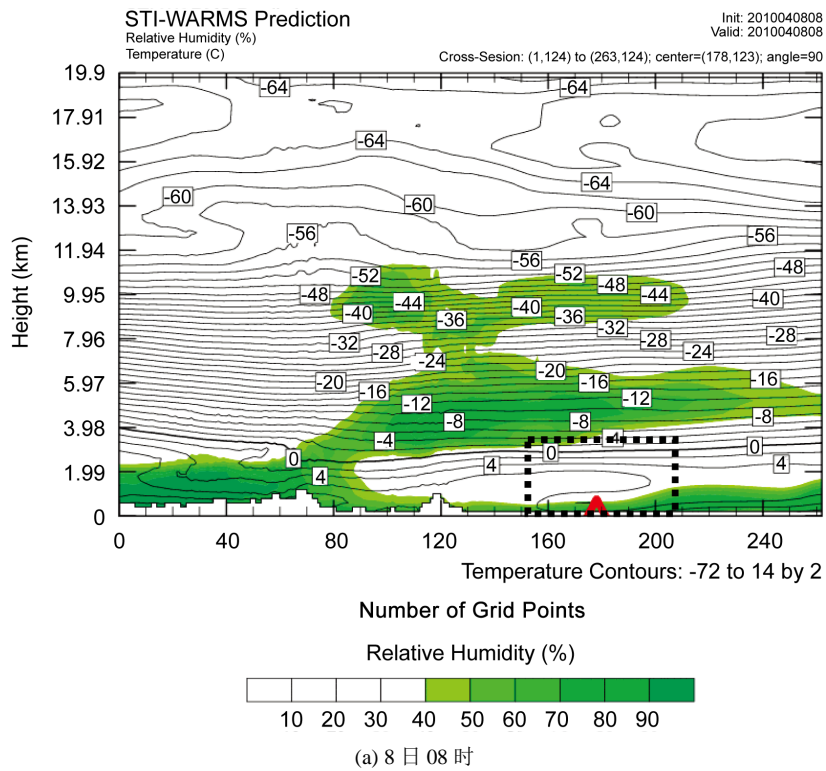 STI-WARMS Prediction
Relative Humidity (%)
Temperature (C)
Init: 2010040808
Valid: 2010040808
Cross-Sesion: (1,124) to (263,124); center=(178,123); angle=90
Height (km)
19.9
17.91
15.92
13.93
11.94
9.95
7.96
5.97
3.98
1.99
0
-64 -64
-64
-64
-60 -60 -60
-56 -56 -56
-52 -52 -48
-48 -44 -40 -48 -44 -40
-40 -36 -36
-32 -32 -28 -28
-28 -24 -24
-20 -20
-16 -16 -16
-12 -12
-8 -8 -8
-4 -4
0 0 0
4 4 4
0 40 80 120 160 200 240
Temperature Contours: -72 to 14 by 2
Number of Grid Points
Relative Humidity (%)
10 20 30 40 50 60 70 80 90
(a) 8 日 08 时